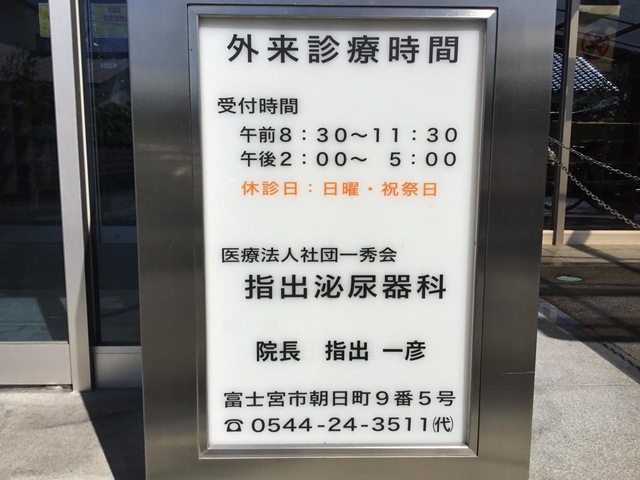 外来診療時間
受付時間
午前8：30〜11：30
午後2：00〜 5：00
休診日：日曜・祝祭日
医療法人社団一秀会
指出泌尿器科
院長 指出 一彦
富士宮市朝日町9番5号
☎0544-24-3511㈹